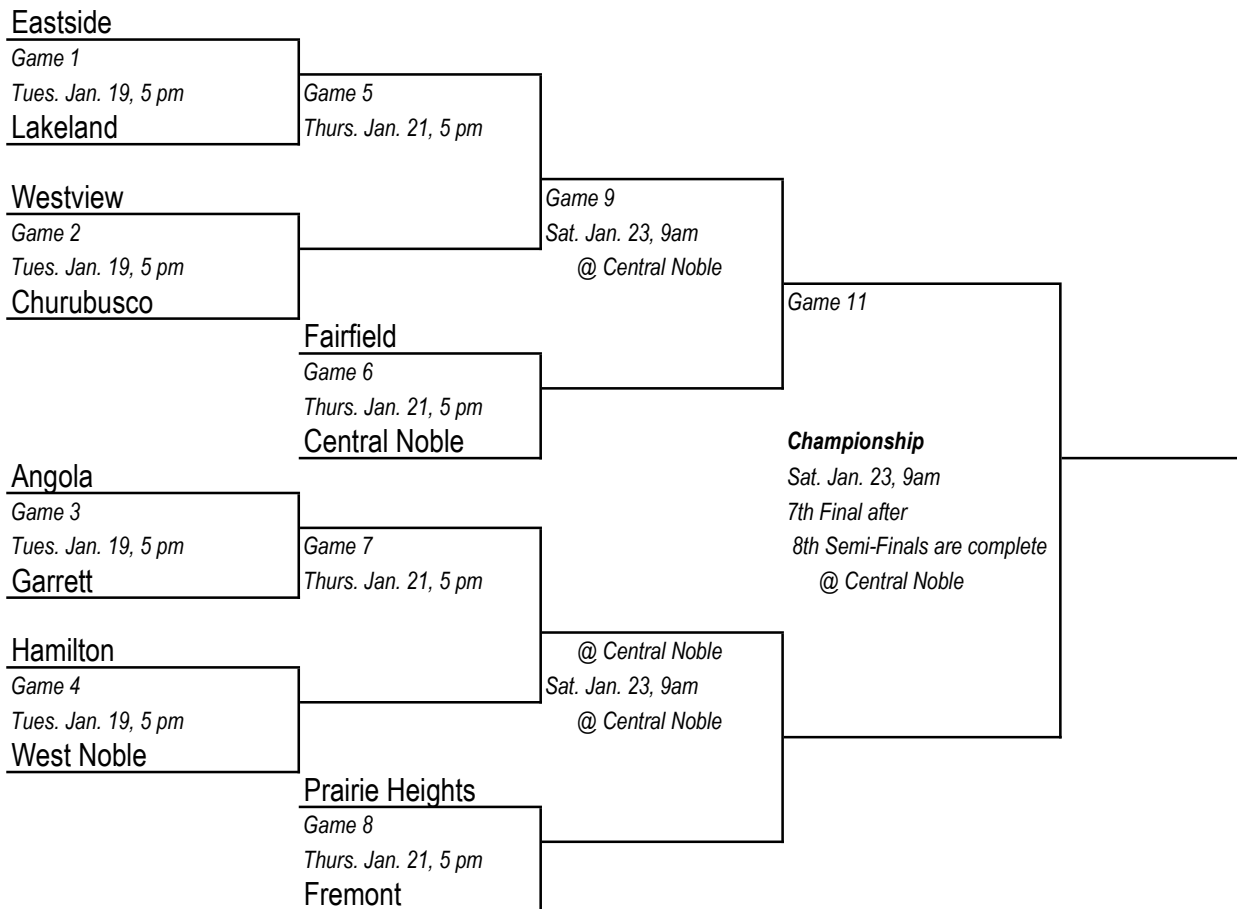 Eastside
Game 1
Tues. Jan. 19, 5 pm
Lakeland
Game 5
Thurs. Jan. 21, 5 pm
Westview
Game 2
Tues. Jan. 19, 5 pm
Churubusco
Game 9
Sat. Jan. 23, 9am
@ Central Noble
Fairfield
Game 6
Thurs. Jan. 21, 5 pm
Central Noble
Game 11
Championship
Sat. Jan. 23, 9am
7th Final after
8th Semi-Finals are complete
@ Central Noble
Angola
Game 3
Tues. Jan. 19, 5 pm
Garrett
Game 7
Thurs. Jan. 21, 5 pm
Hamilton
Game 4
Tues. Jan. 19, 5 pm
West Noble
@ Central Noble
Sat. Jan. 23, 9am
@ Central Noble
Prairie Heights
Game 8
Thurs. Jan. 21, 5 pm
Fremont